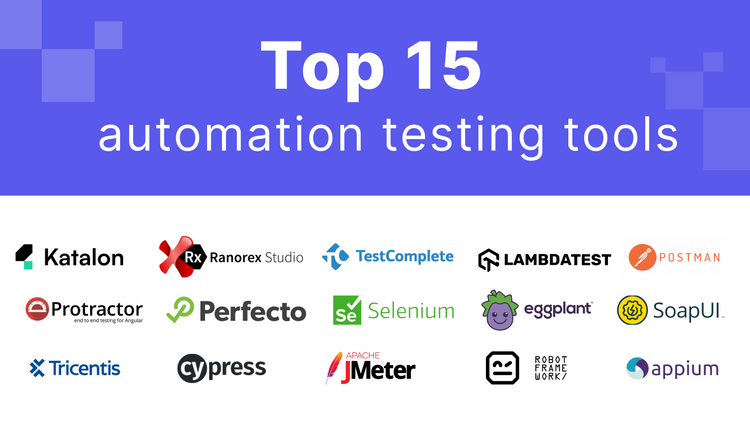 Top 15
automation testing tools
Katalon
Rx Ranorex Studio
TC TestComplete
LAMBDATEST
POSTMAN
Protractor
end to end testing for Angular
Perfecto
Se Selenium
eggplant
SoapUI
Tricentis
cypress
APACHE
JMeter
ROBOT
FRAME
WORK/
appium